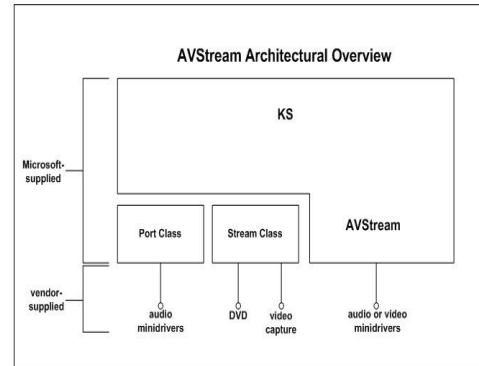 AVStream Architectural Overview
KS
Microsoft-
supplied
Port Class
Stream Class
AVStream
vendor-
supplied
audio
minidrivers
DVD
video
capture
audio or video
minidrivers